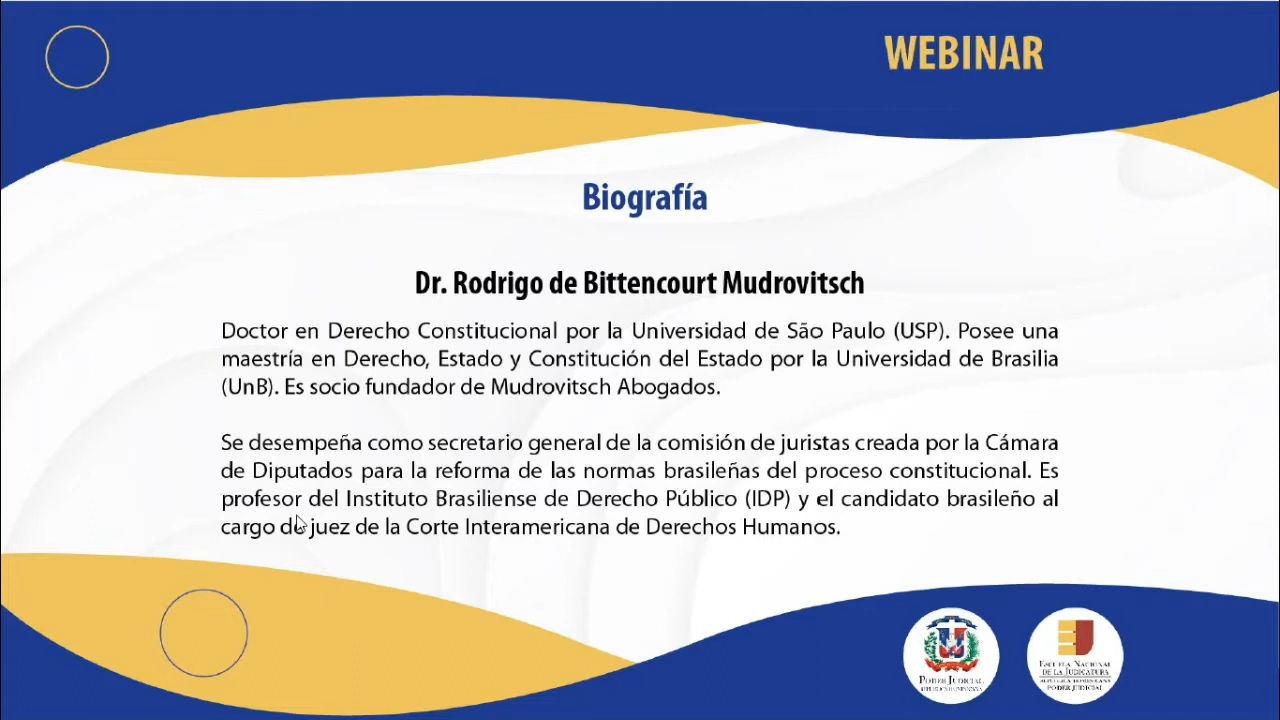 WEBINAR
Biografía
Dr. Rodrigo de Bittencourt Mudrovitsch
Doctor en Derecho Constitucional por la Universidad de São Paulo (USP). Posee una
maestría en Derecho, Estado y Constitución del Estado por la Universidad de Brasilia
(UnB). Es socio fundador de Mudrovitsch Abogados.
Se desempeña como secretario general de la comisión de juristas creada por la Cámara
de Diputados para la reforma de las normas brasileñas del proceso constitucional. Es
profesor del Instituto Brasiliense de Derecho Público (IDP) y el candidato brasileño al
cargo de juez de la Corte Interamericana de Derechos Humanos.
PODER JUDICIAL
REPÚBLICA DOMINICANA
ESCUELA NACIONAL
DE LA JUDICATURA
REPÚBLICA DOMINICANA
PODER JUDICIAL